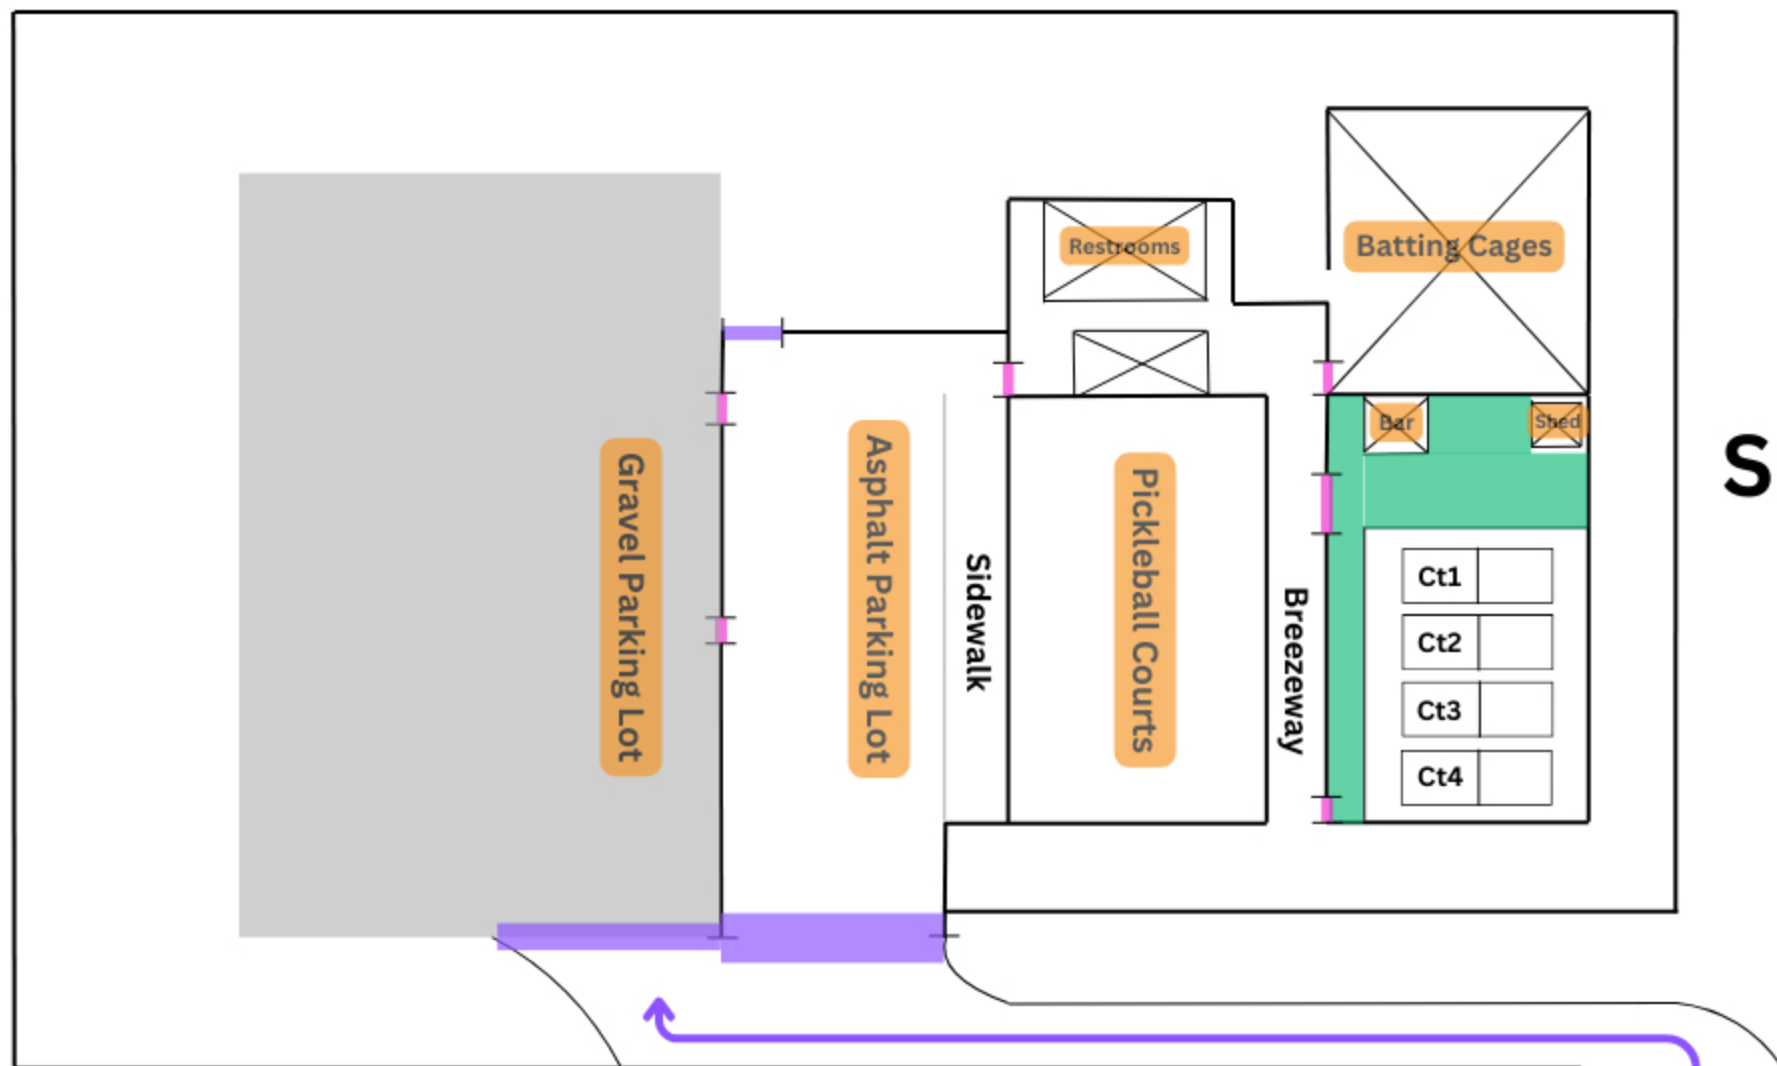 Restrooms
Batting Cages
Bar
Shed
S
Gravel Parking Lot
Asphalt Parking Lot
Sidewalk
Pickleball Courts
Breezeway
Ct1
Ct2
Ct3
Ct4